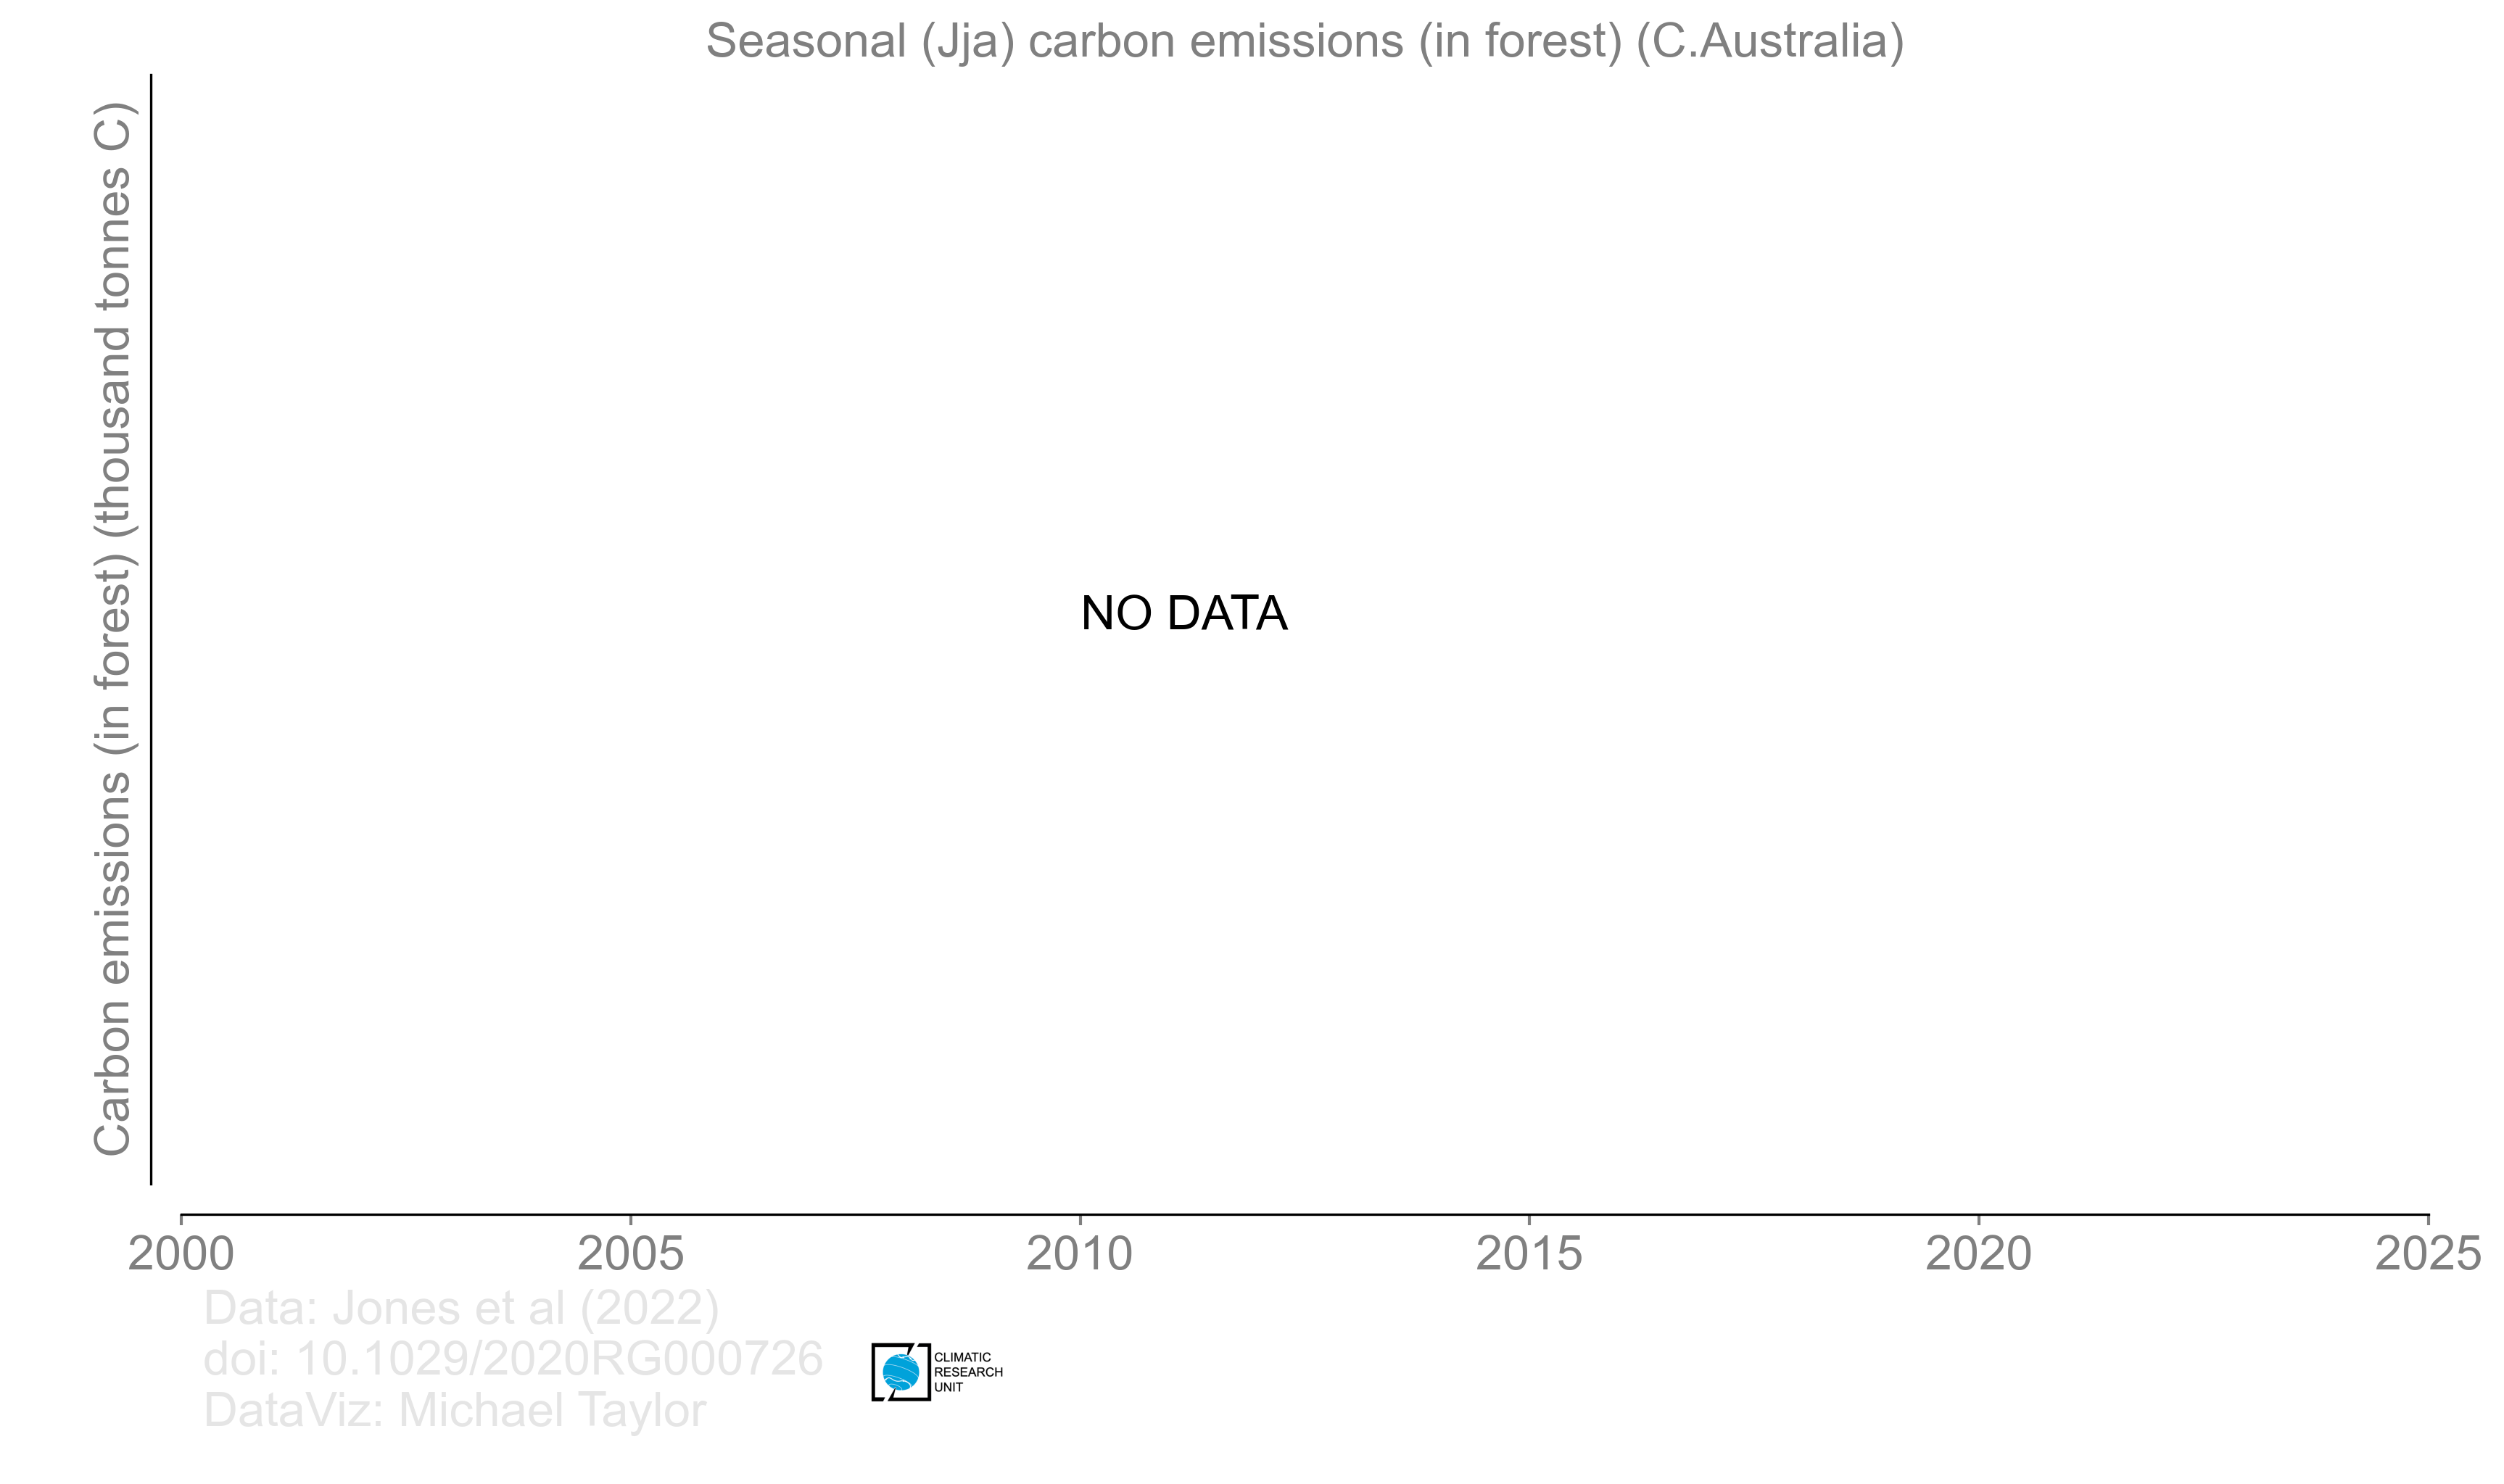 Seasonal (Jja) carbon emissions (in forest) (C.Australia)
Carbon emissions (in forest) (thousand tonnes C)
NO DATA
2000 2005 2010 2015 2020 2025
Data: Jones et al (2022)
doi: 10.1029/2020RG000726
DataViz: Michael Taylor
CLIMATIC
RESEARCH
UNIT